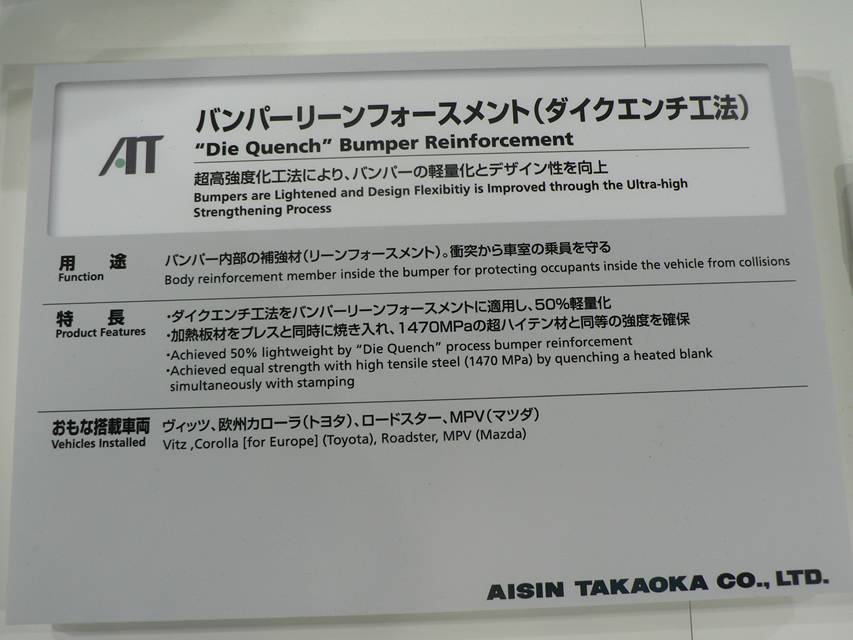 AT
バンパーリーンフォースメント(ダイクエンチ工法)
“Die Quench” Bumper Reinforcement
超高強度化工法により、バンパーの軽量化とデザイン性を向上
Bumpers are Lightened and Design Flexibitiy is Improved through the Ultra-high
Strengthening Process
用途
Function
バンパー内部の補強材(リーンフォースメント)。衝突から車室の乗員を守る
Body reinforcement member inside the bumper for protecting occupants inside the vehicle from collisions
特長
Product Features
・ダイクエンチ工法をバンパーリーンフォースメントに適用し、50%軽量化
・加熱板材をプレスと同時に焼き入れ、1470MPaの超ハイテン材と同等の強度を確保
・Achieved 50% lightweight by “Die Quench” process bumper reinforcement
・Achieved equal strength with high tensile steel (1470 MPa) by quenching a heated blank
simultaneously with stamping
おもな搭載車両
Vehicles Installed
ヴィッツ、欧州カローラ(トヨタ)、ロードスター、MPV(マツダ)
Vitz ,Corolla [for Europe] (Toyota), Roadster, MPV (Mazda)
AISIN TAKAOKA CO., LTD.